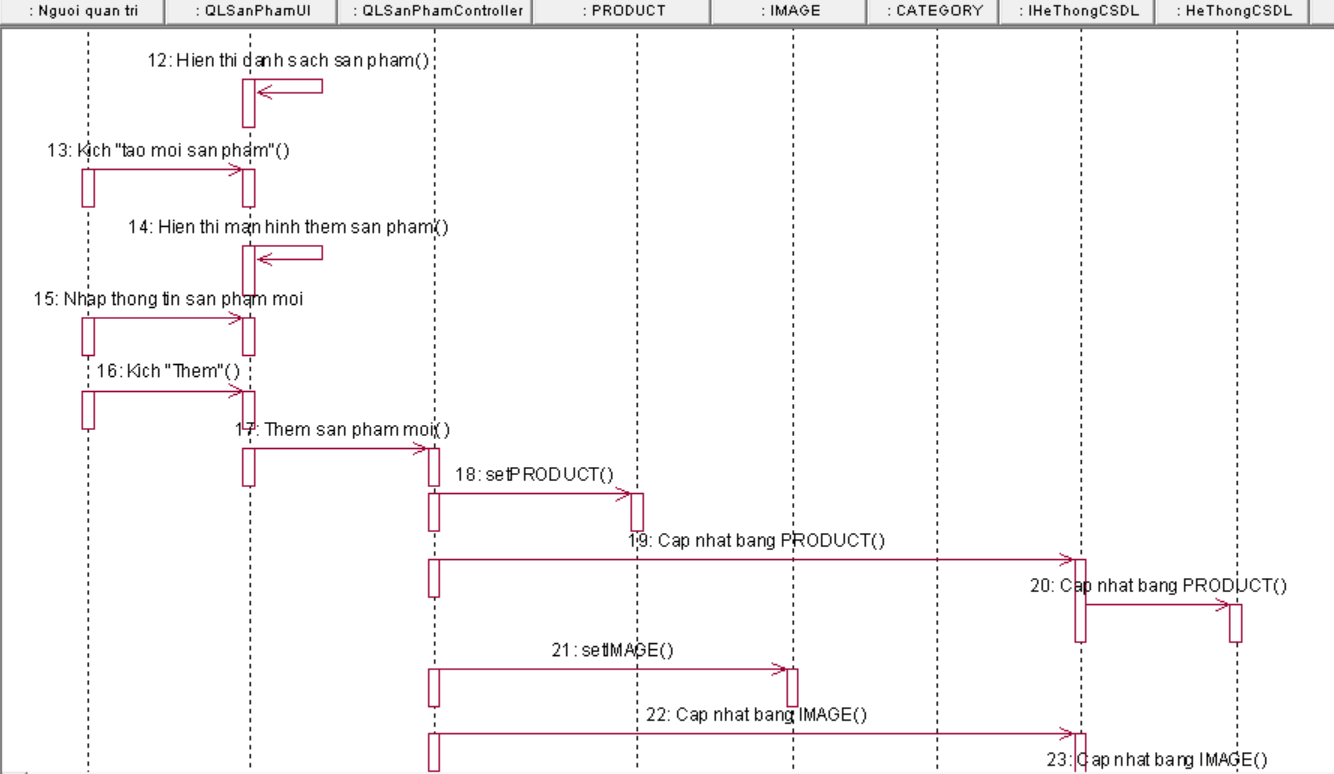 : Nguoi quan tri
: QLSanPhamUI
: QLSanPhamController
: PRODUCT
: IMAGE
: CATEGORY
: IHeThongCSDL
: HeThongCSDL
12: Hien thi danh sach san pham()
13: Kich "tao moi san pham"()
14: Hien thi man hinh them san pham()
15: Nhap thong tin san pham moi
16: Kich "Them"()
17: Them san pham moi()
18: setPRODUCT()
19: Cap nhat bang PRODUCT()
20: Cap nhat bang PRODUCT()
21: setIMAGE()
22: Cap nhat bang IMAGE()
23: Cap nhat bang IMAGE()